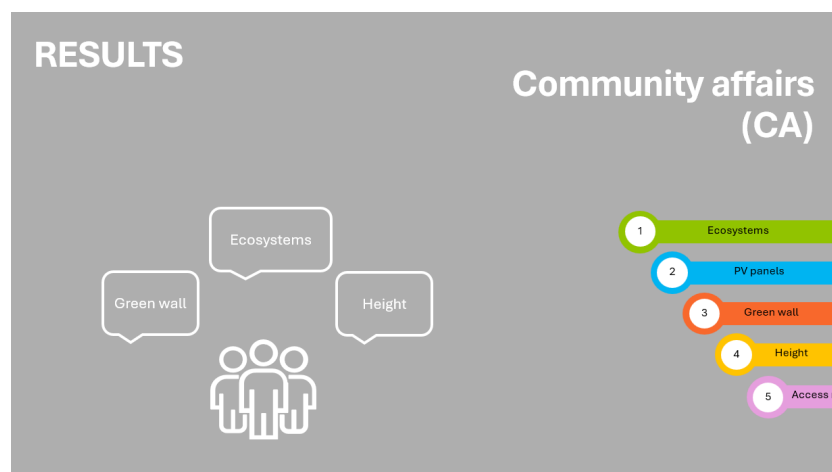 RESULTS
Community affairs
(CA)
Ecosystems
Green wall
Height
1 Ecosystems
2 PV panels
3 Green wall
4 Height
5 Access